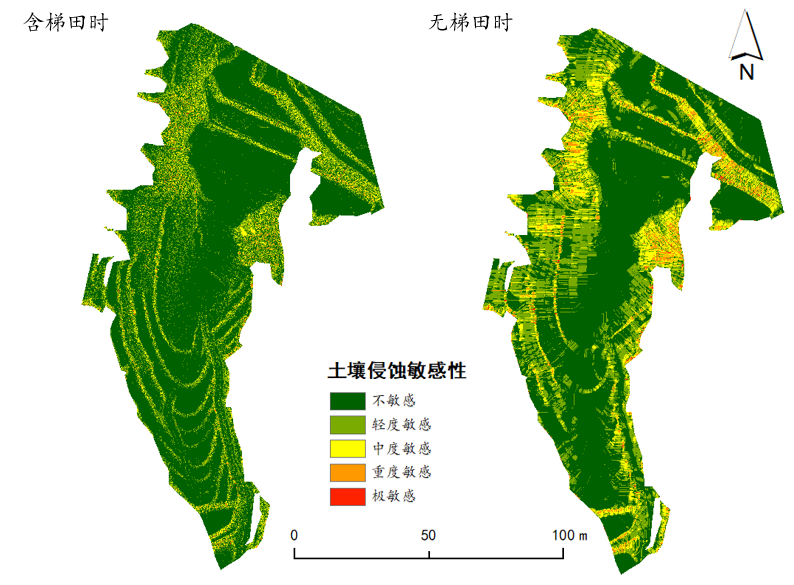 含梯田时
无梯田时
N
土壤侵蚀敏感性
不敏感
轻度敏感
中度敏感
重度敏感
极敏感
0 50 100 m